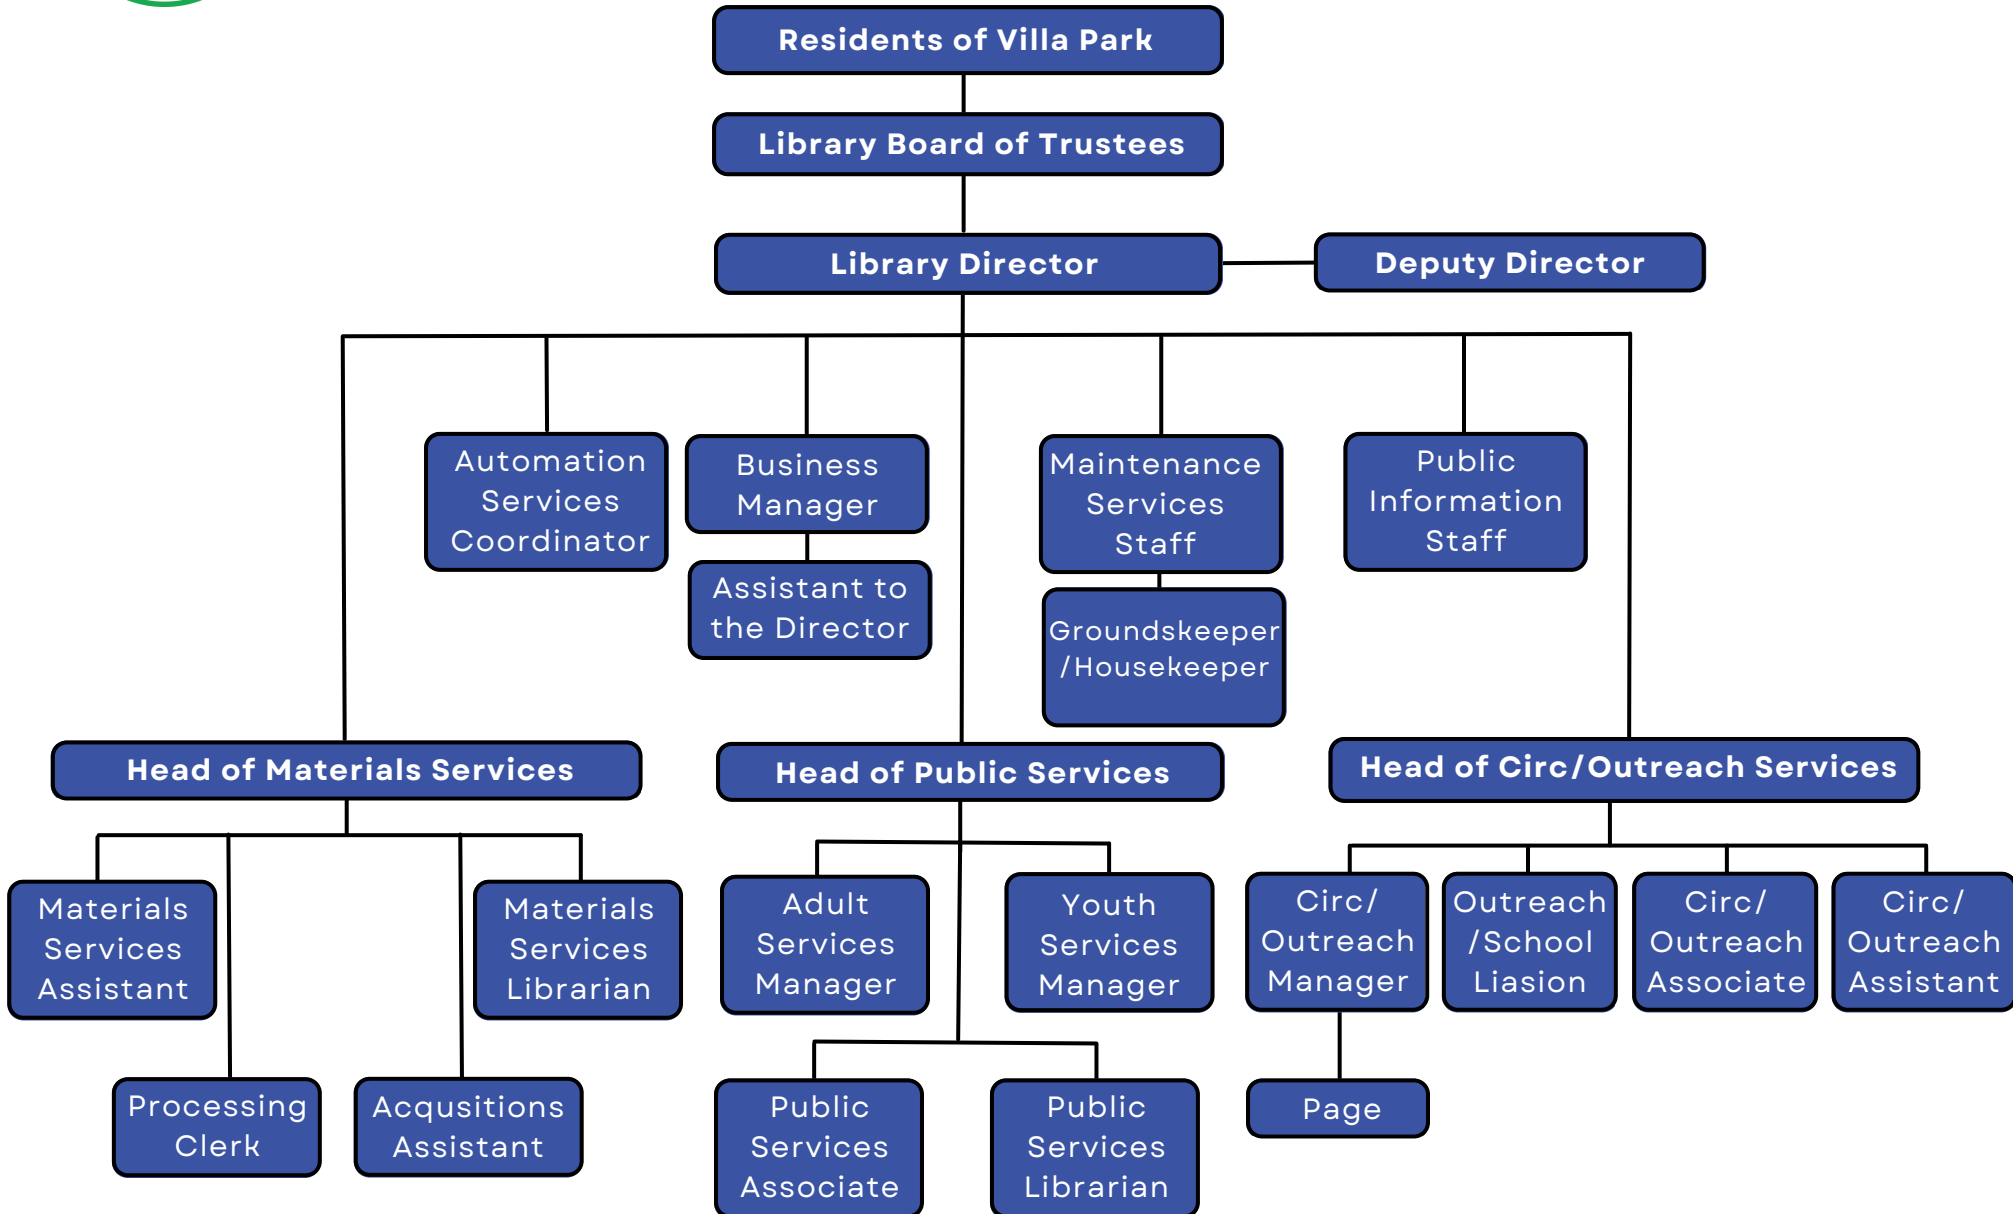 Residents of Villa Park
Library Board of Trustees
Library Director
Deputy Director
Automation
Services
Coordinator
Business
Manager
Assistant to
the Director
Maintenance
Services
Staff
Groundskeeper
/Housekeeper
Public
Information
Staff
Head of Materials Services
Head of Public Services
Head of Circ/Outreach Services
Materials
Services
Assistant
Materials
Services
Librarian
Processing
Clerk
Acqusitions
Assistant
Adult
Services
Manager
Youth
Services
Manager
Public
Services
Associate
Public
Services
Librarian
Circ/
Outreach
Manager
Outreach
/School
Liasion
Circ/
Outreach
Associate
Circ/
Outreach
Assistant
Page